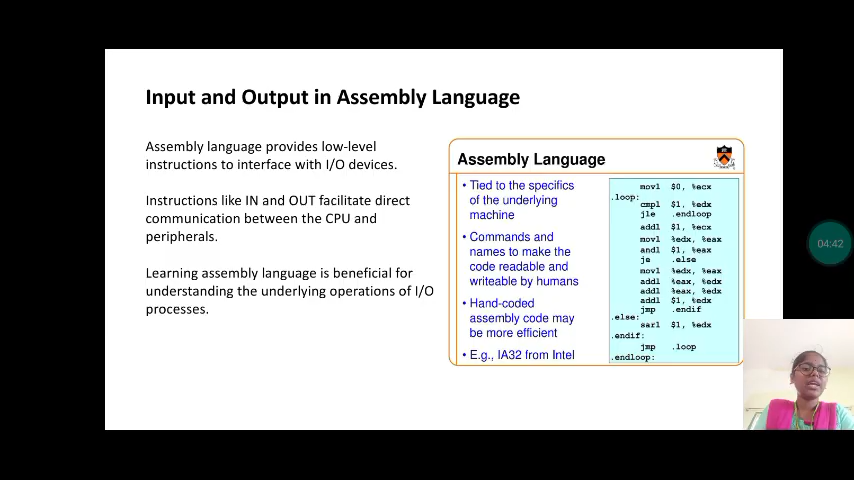 Input and Output in Assembly Language
Assembly language provides low-level
instructions to interface with I/O devices.
Instructions like IN and OUT facilitate direct
communication between the CPU and
peripherals.
Learning assembly language is beneficial for
understanding the underlying operations of I/O
processes.
Assembly Language
• Tied to the specifics
of the underlying
machine
• Commands and
names to make the
code readable and
writeable by humans
• Hand-coded
assembly code may
be more efficient
• E.g., IA32 from Intel
movl $0, %ecx
.loop:
cmpl $1, %edx
jle .endloop
addl $1, %ecx
movl %edx, %eax
andl $1, %eax
je .else
movl %edx, %eax
addl %eax, %edx
addl %eax, %edx
addl $1, %edx
jmp .endif
.else:
sarl $1, %edx
.endif:
jmp .loop
.endloop:
04:42